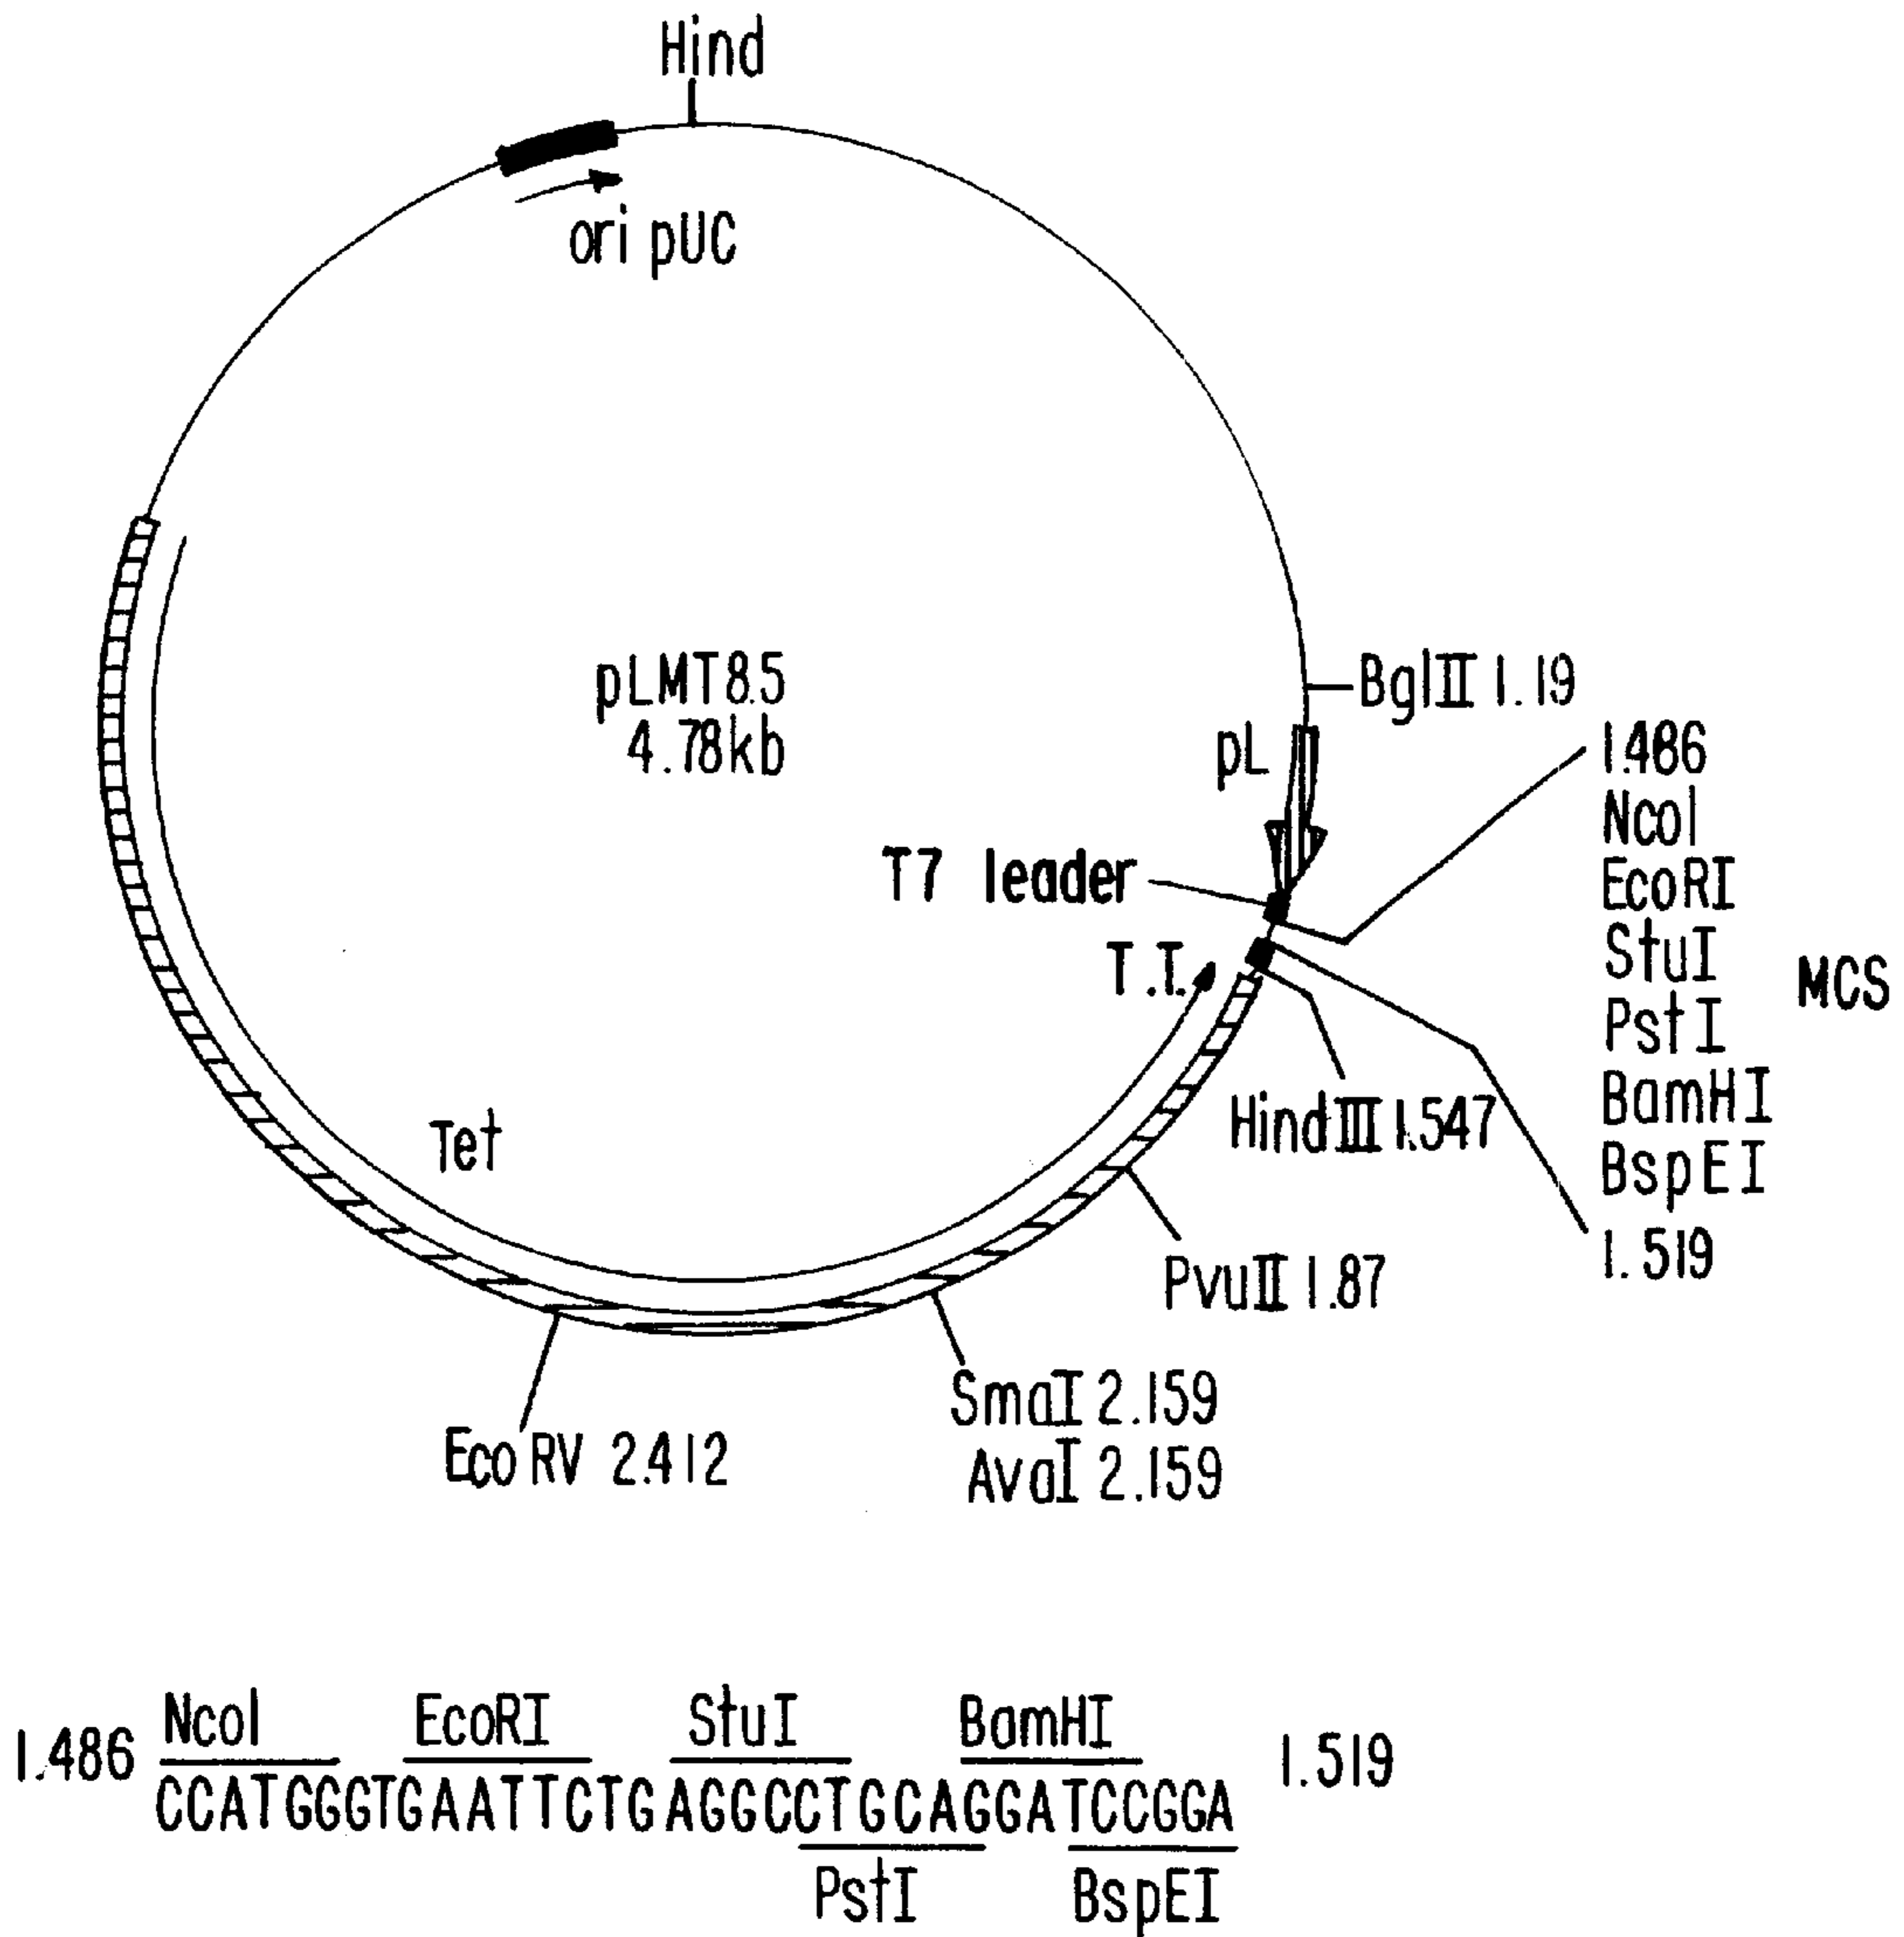 Hind
ori pUC
pLMT8.5
4.78kb
BglII 1.19
pL
1.486
NcoI
EcoRI
StuI
PstI
BamHI
BspEI
1.519
MCS
T7 leader
T.T.
HindIII 1.547
Tet
PvuII 1.87
SmaI 2.159
AvaI 2.159
EcoRV 2.412
NcoI EcoRI StuI BamHI
1.486 CCATGGGTGAATTCTGAGGCCTGCAGGATCCGGA 1.519
PstI BspEI